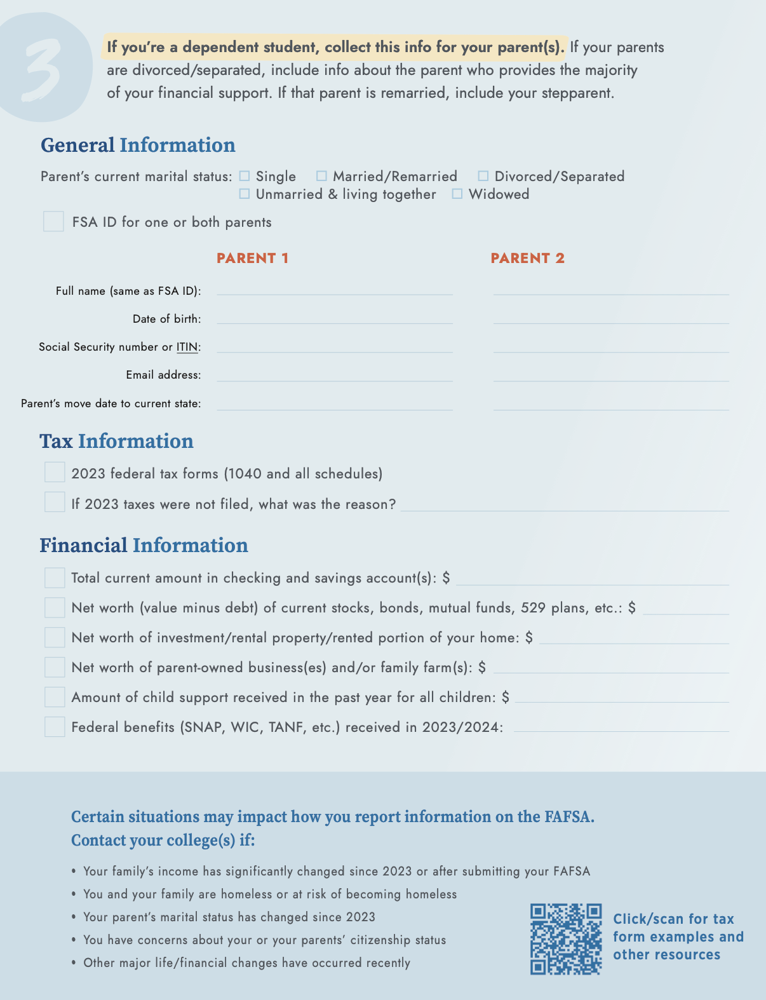 3
If you’re a dependent student, collect this info for your parent(s). If your parents
are divorced/separated, include info about the parent who provides the majority
of your financial support. If that parent is remarried, include your stepparent.
General Information
Parent’s current marital status: Single Married/Remarried Divorced/Separated
Unmarried & living together Widowed
FSA ID for one or both parents
PARENT 1 PARENT 2
Full name (same as FSA ID):
Date of birth:
Social Security number or ITIN:
Email address:
Parent’s move date to current state:
Tax Information
2023 federal tax forms (1040 and all schedules)
If 2023 taxes were not filed, what was the reason?
Financial Information
Total current amount in checking and savings account(s): $
Net worth (value minus debt) of current stocks, bonds, mutual funds, 529 plans, etc.: $
Net worth of investment/rental property/rented portion of your home: $
Net worth of parent-owned business(es) and/or family farm(s): $
Amount of child support received in the past year for all children: $
Federal benefits (SNAP, WIC, TANF, etc.) received in 2023/2024:
Certain situations may impact how you report information on the FAFSA.
Contact your college(s) if:
• Your family’s income has significantly changed since 2023 or after submitting your FAFSA
• You and your family are homeless or at risk of becoming homeless
• Your parent’s marital status has changed since 2023
• You have concerns about your or your parents’ citizenship status
• Other major life/financial changes have occurred recently
Click/scan for tax
form examples and
other resources